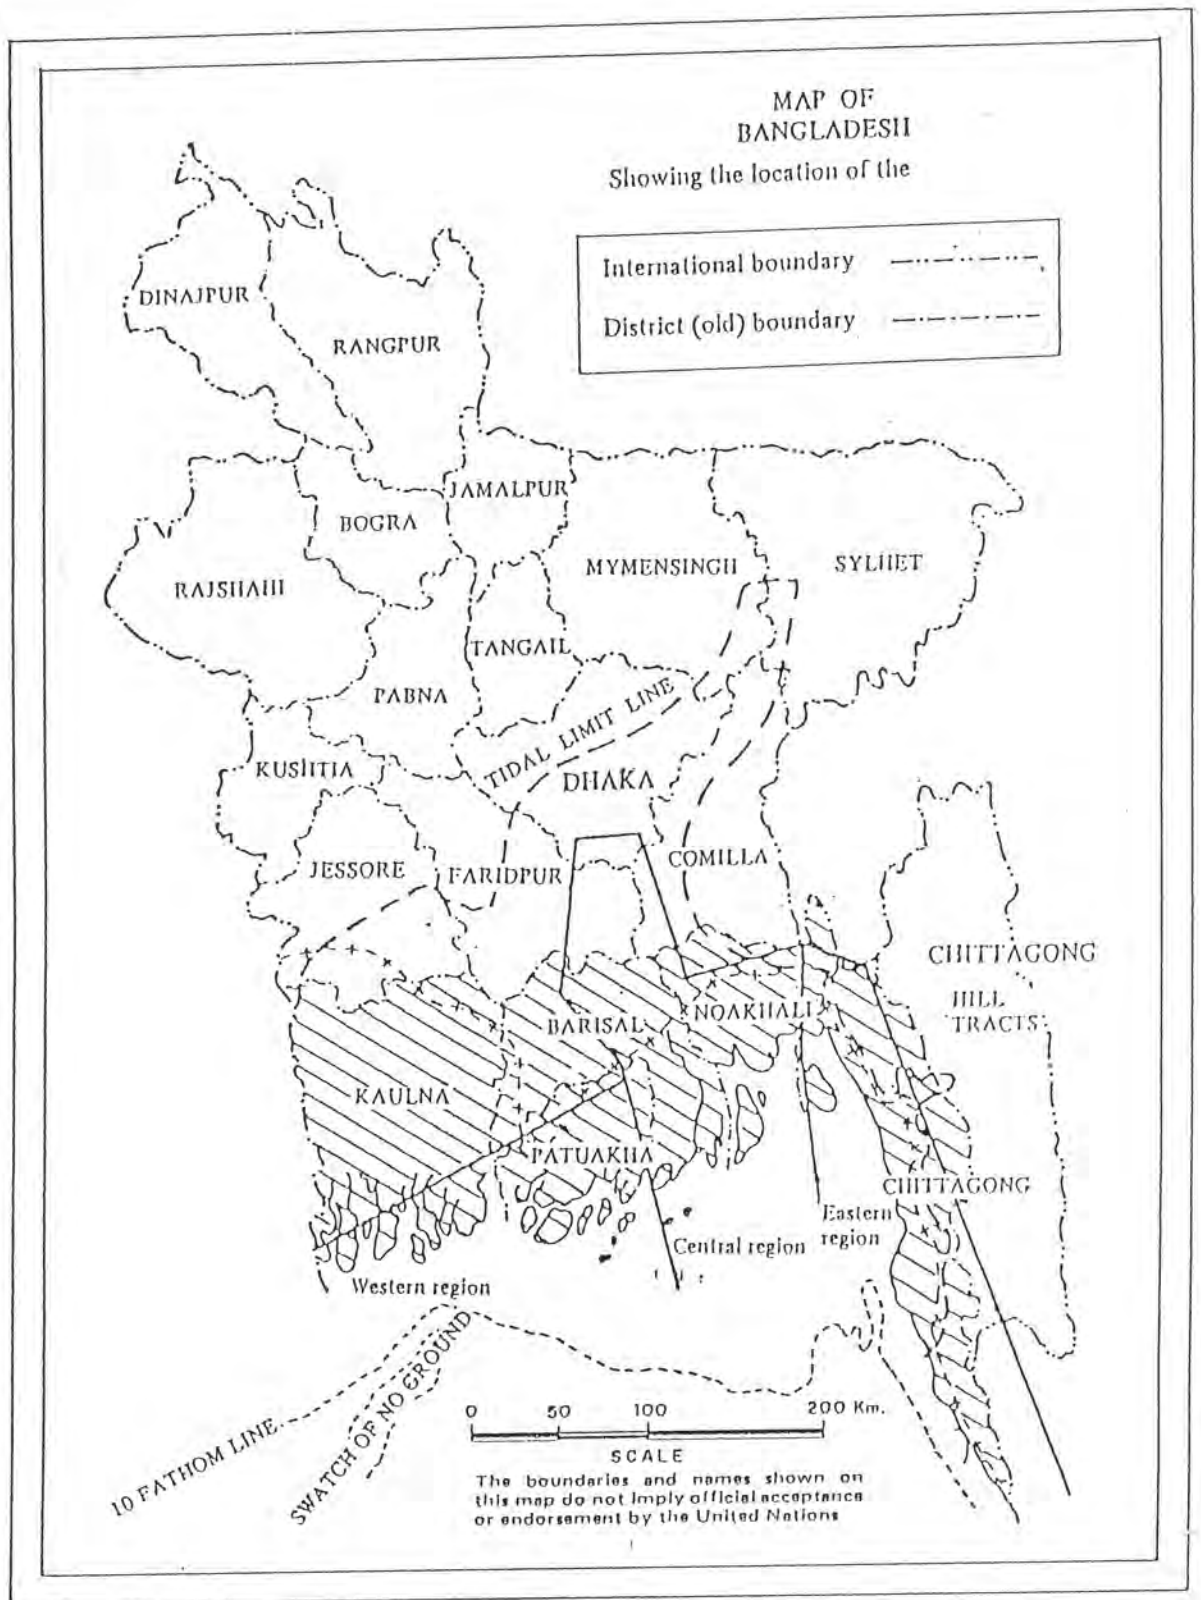 MAP OF
BANGLADESH
Showing the location of the
International boundary
District (old) boundary
DINAJPUR
RANGPUR
JAMALPUR
BOGRA
MYMENSINGH
SYLHET
RAJSHAHI
TANGAIL
PABNA
TIDAL LIMIT LINE
KUSHTIA
DHAKA
JESSORE
FARIDPUR
COMILLA
CHITTAGONG
HILL
TRACTS
BARISAL
NOAKHALI
KAULNA
PATUAKHA
CHITTAGONG
Eastern
region
Central region
Western region
10 FATHOM LINE
SWATCH OF NO GROUND
0 50 100 200 Km.
SCALE
The boundaries and names shown on
this map do not imply official acceptance
or endorsement by the United Nations